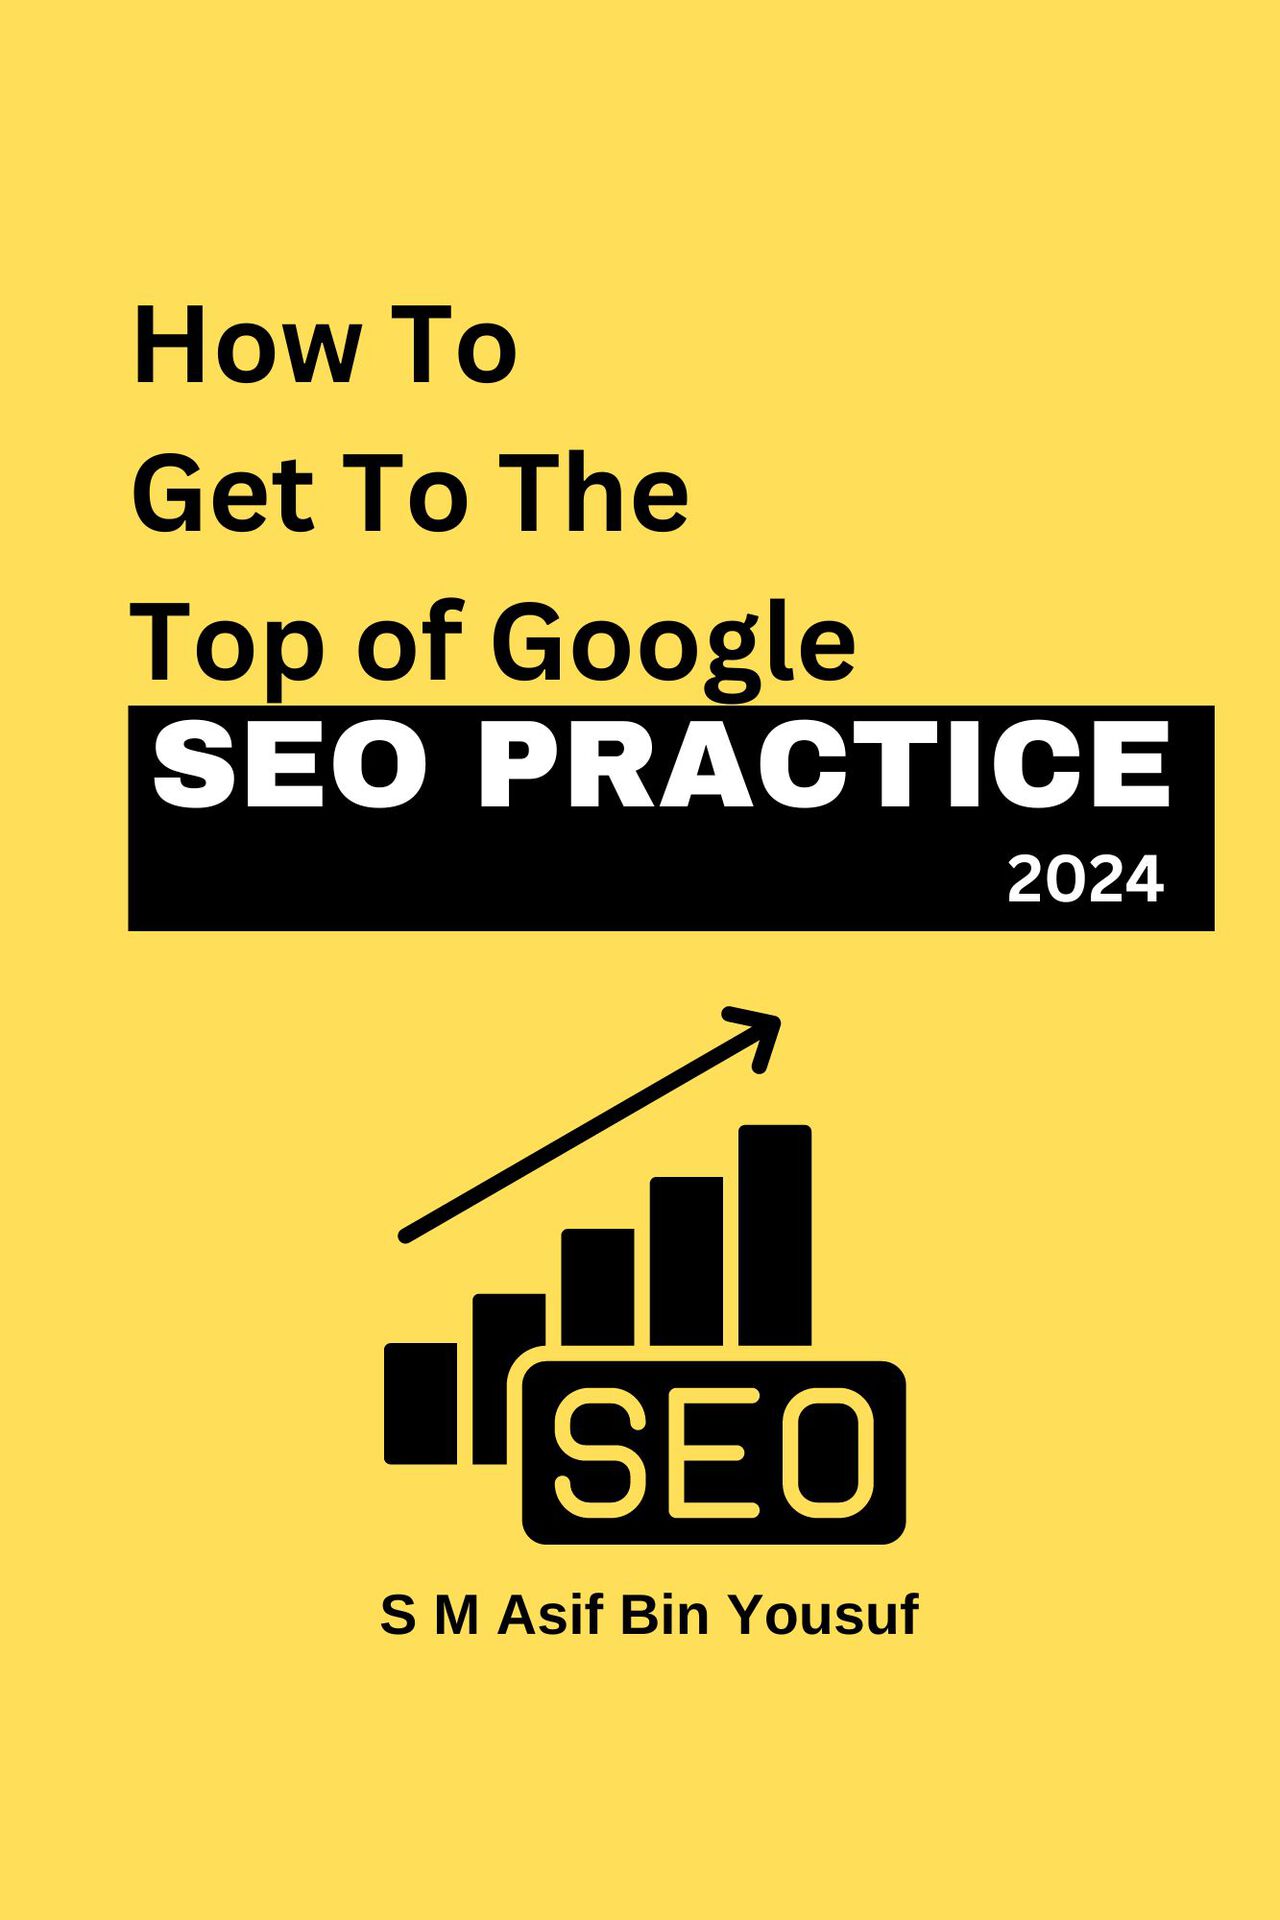 How To
Get To The
Top of Google
SEO PRACTICE
2024
SEO
S M Asif Bin Yousuf